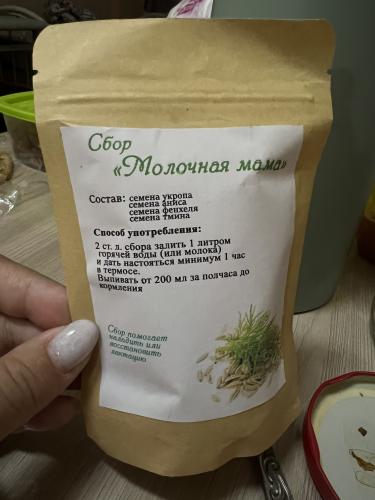 Сбор
«Молочная мама»
Состав: семена укропа
семена аниса
семена фенхеля
семена тмина
Способ употребления:
2 ст. л. сбора залить 1 литром
горячей воды (или молока)
и дать настояться минимум 1 час
в термосе.
Выпивать от 200 мл за полчаса до
кормления
Сбор помогает
наладить или
восстановить
лактацию